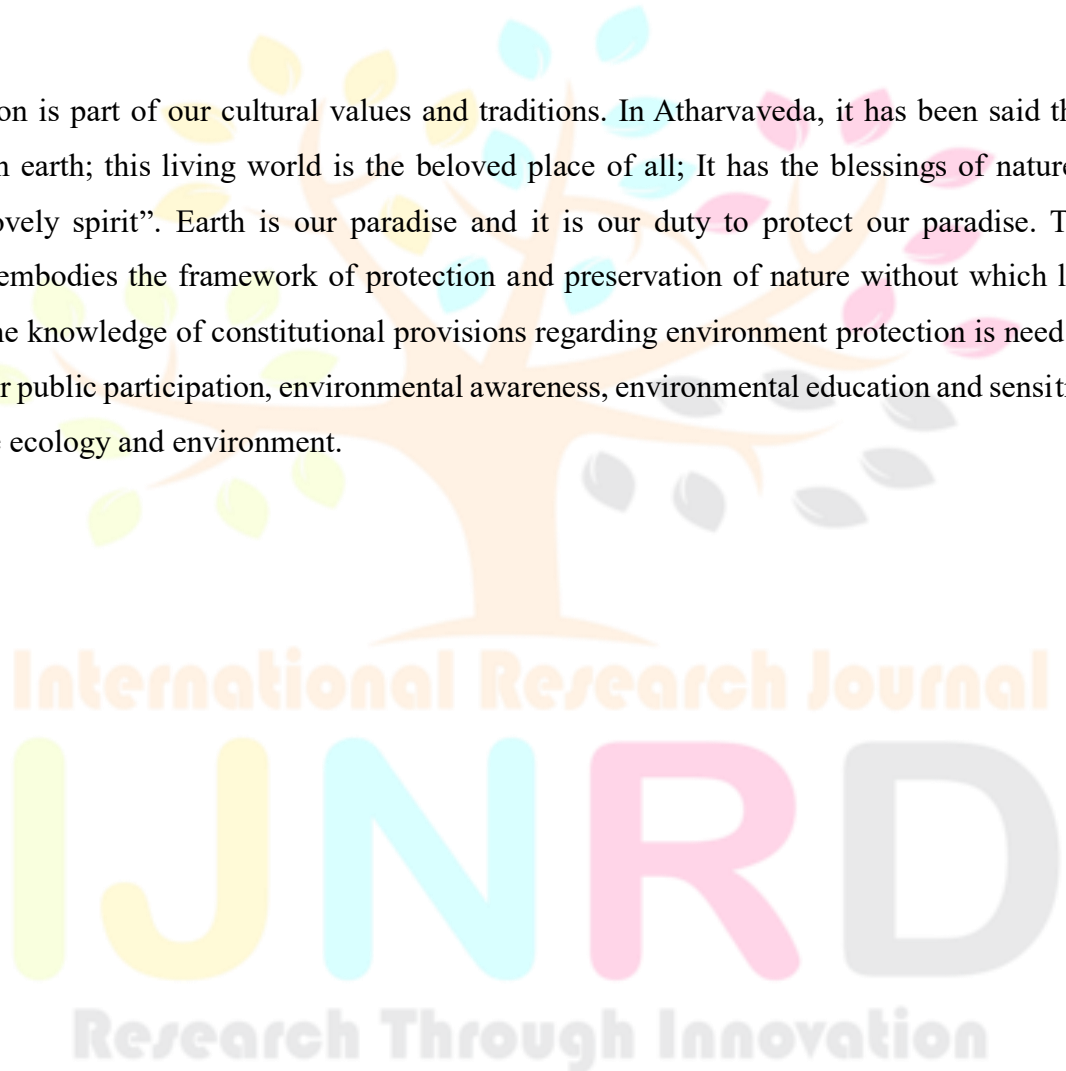 on is part of our cultural values and traditions. In Atharvaveda, it has been said th
n earth; this living world is the beloved place of all; It has the blessings of nature
ovely spirit”. Earth is our paradise and it is our duty to protect our paradise. T
embodies the framework of protection and preservation of nature without which l
ne knowledge of constitutional provisions regarding environment protection is need
r public participation, environmental awareness, environmental education and sensiti
e ecology and environment.
International Research Journal
IJNRD
Research Through Innovation